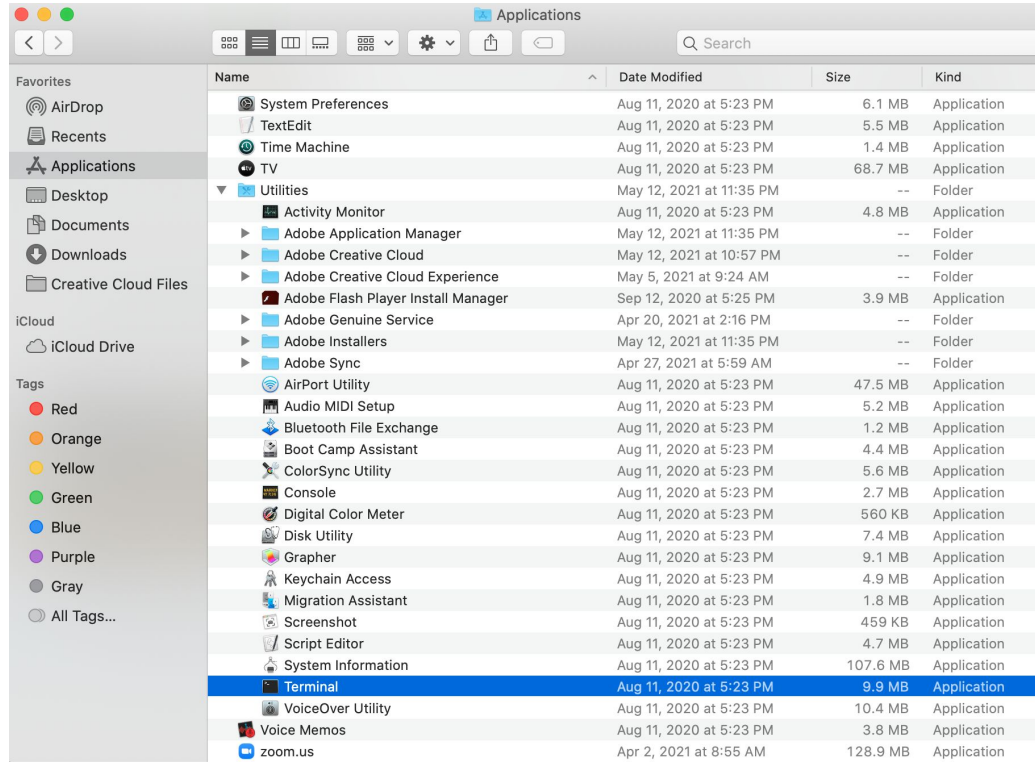 Applications
Search
Favorites
AirDrop
Recents
Applications
Desktop
Documents
Downloads
Creative Cloud Files
iCloud
iCloud Drive
Tags
Red
Orange
Yellow
Green
Blue
Purple
Gray
All Tags...
Name Date Modified Size Kind
System Preferences Aug 11, 2020 at 5:23 PM 6.1 MB Application
TextEdit Aug 11, 2020 at 5:23 PM 5.5 MB Application
Time Machine Aug 11, 2020 at 5:23 PM 1.4 MB Application
TV Aug 11, 2020 at 5:23 PM 68.7 MB Application
Utilities May 12, 2021 at 11:35 PM -- Folder
Activity Monitor Aug 11, 2020 at 5:23 PM 4.8 MB Application
Adobe Application Manager May 12, 2021 at 11:35 PM -- Folder
Adobe Creative Cloud May 12, 2021 at 10:57 PM -- Folder
Adobe Creative Cloud Experience May 5, 2021 at 9:24 AM -- Folder
Adobe Flash Player Install Manager Sep 12, 2020 at 5:25 PM 3.9 MB Application
Adobe Genuine Service Apr 20, 2021 at 2:16 PM -- Folder
Adobe Installers May 12, 2021 at 11:35 PM -- Folder
Adobe Sync Apr 27, 2021 at 5:59 AM -- Folder
AirPort Utility Aug 11, 2020 at 5:23 PM 47.5 MB Application
Audio MIDI Setup Aug 11, 2020 at 5:23 PM 5.2 MB Application
Bluetooth File Exchange Aug 11, 2020 at 5:23 PM 1.2 MB Application
Boot Camp Assistant Aug 11, 2020 at 5:23 PM 4.4 MB Application
ColorSync Utility Aug 11, 2020 at 5:23 PM 5.6 MB Application
Console Aug 11, 2020 at 5:23 PM 2.7 MB Application
Digital Color Meter Aug 11, 2020 at 5:23 PM 560 KB Application
Disk Utility Aug 11, 2020 at 5:23 PM 7.4 MB Application
Grapher Aug 11, 2020 at 5:23 PM 9.1 MB Application
Keychain Access Aug 11, 2020 at 5:23 PM 4.9 MB Application
Migration Assistant Aug 11, 2020 at 5:23 PM 1.8 MB Application
Screenshot Aug 11, 2020 at 5:23 PM 459 KB Application
Script Editor Aug 11, 2020 at 5:23 PM 4.7 MB Application
System Information Aug 11, 2020 at 5:23 PM 107.6 MB Application
Terminal Aug 11, 2020 at 5:23 PM 9.9 MB Application
VoiceOver Utility Aug 11, 2020 at 5:23 PM 10.4 MB Application
Voice Memos Aug 11, 2020 at 5:23 PM 3.8 MB Application
zoom.us Apr 2, 2021 at 8:55 AM 128.9 MB Application